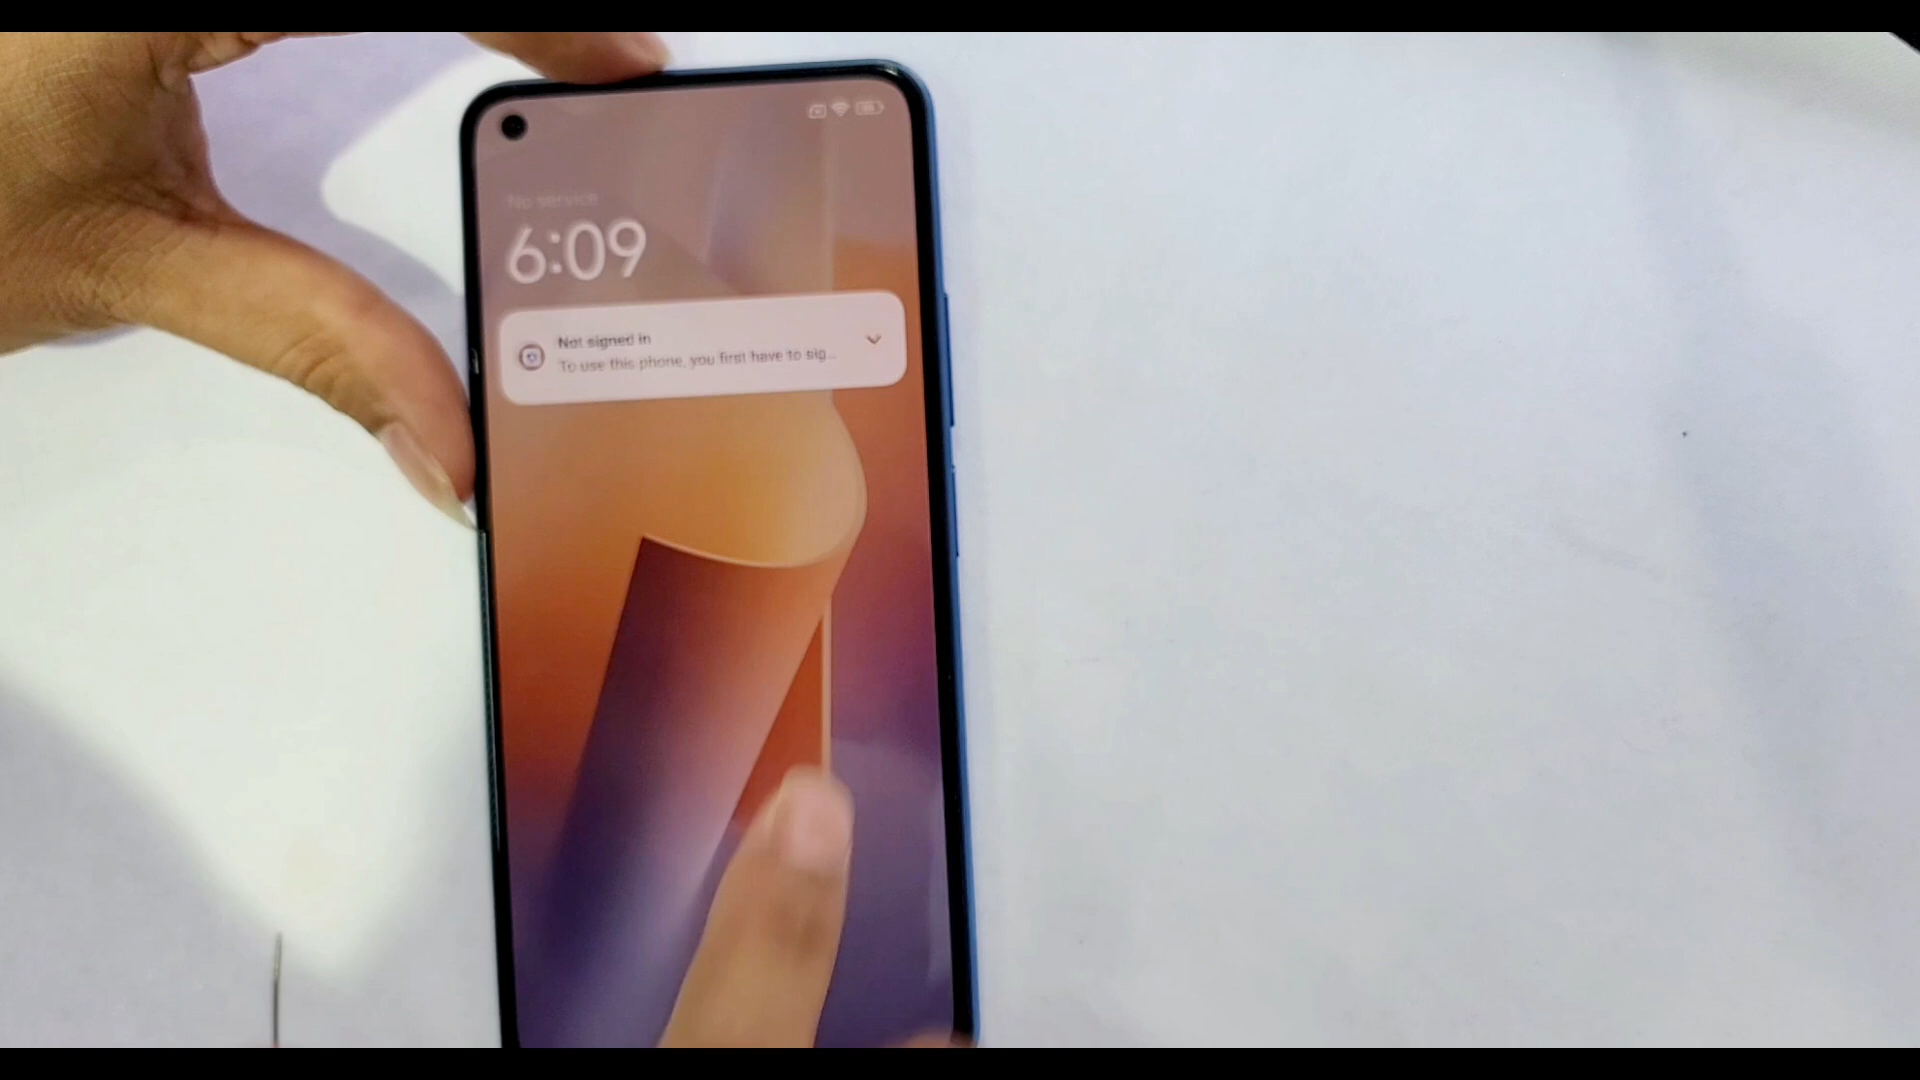 No service
6:09
Not signed in
To use this phone, you first have to sig...